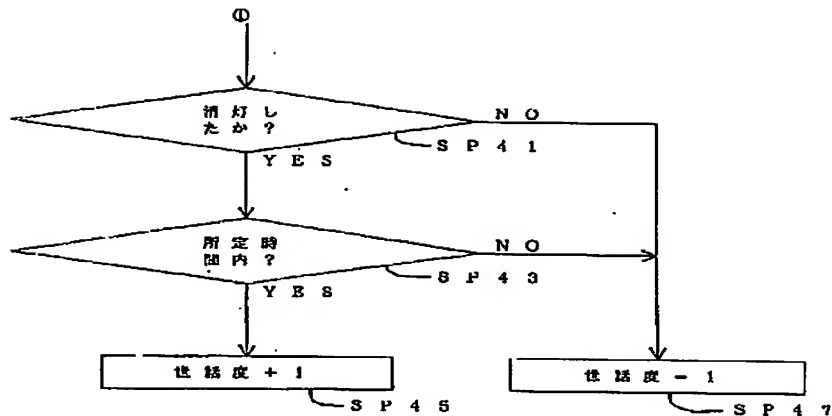 ①
消灯し
たか?
NO
SP41
YES
所定時
間内?
NO
SP43
YES
世話度+1
世話度-1
SP45
SP47